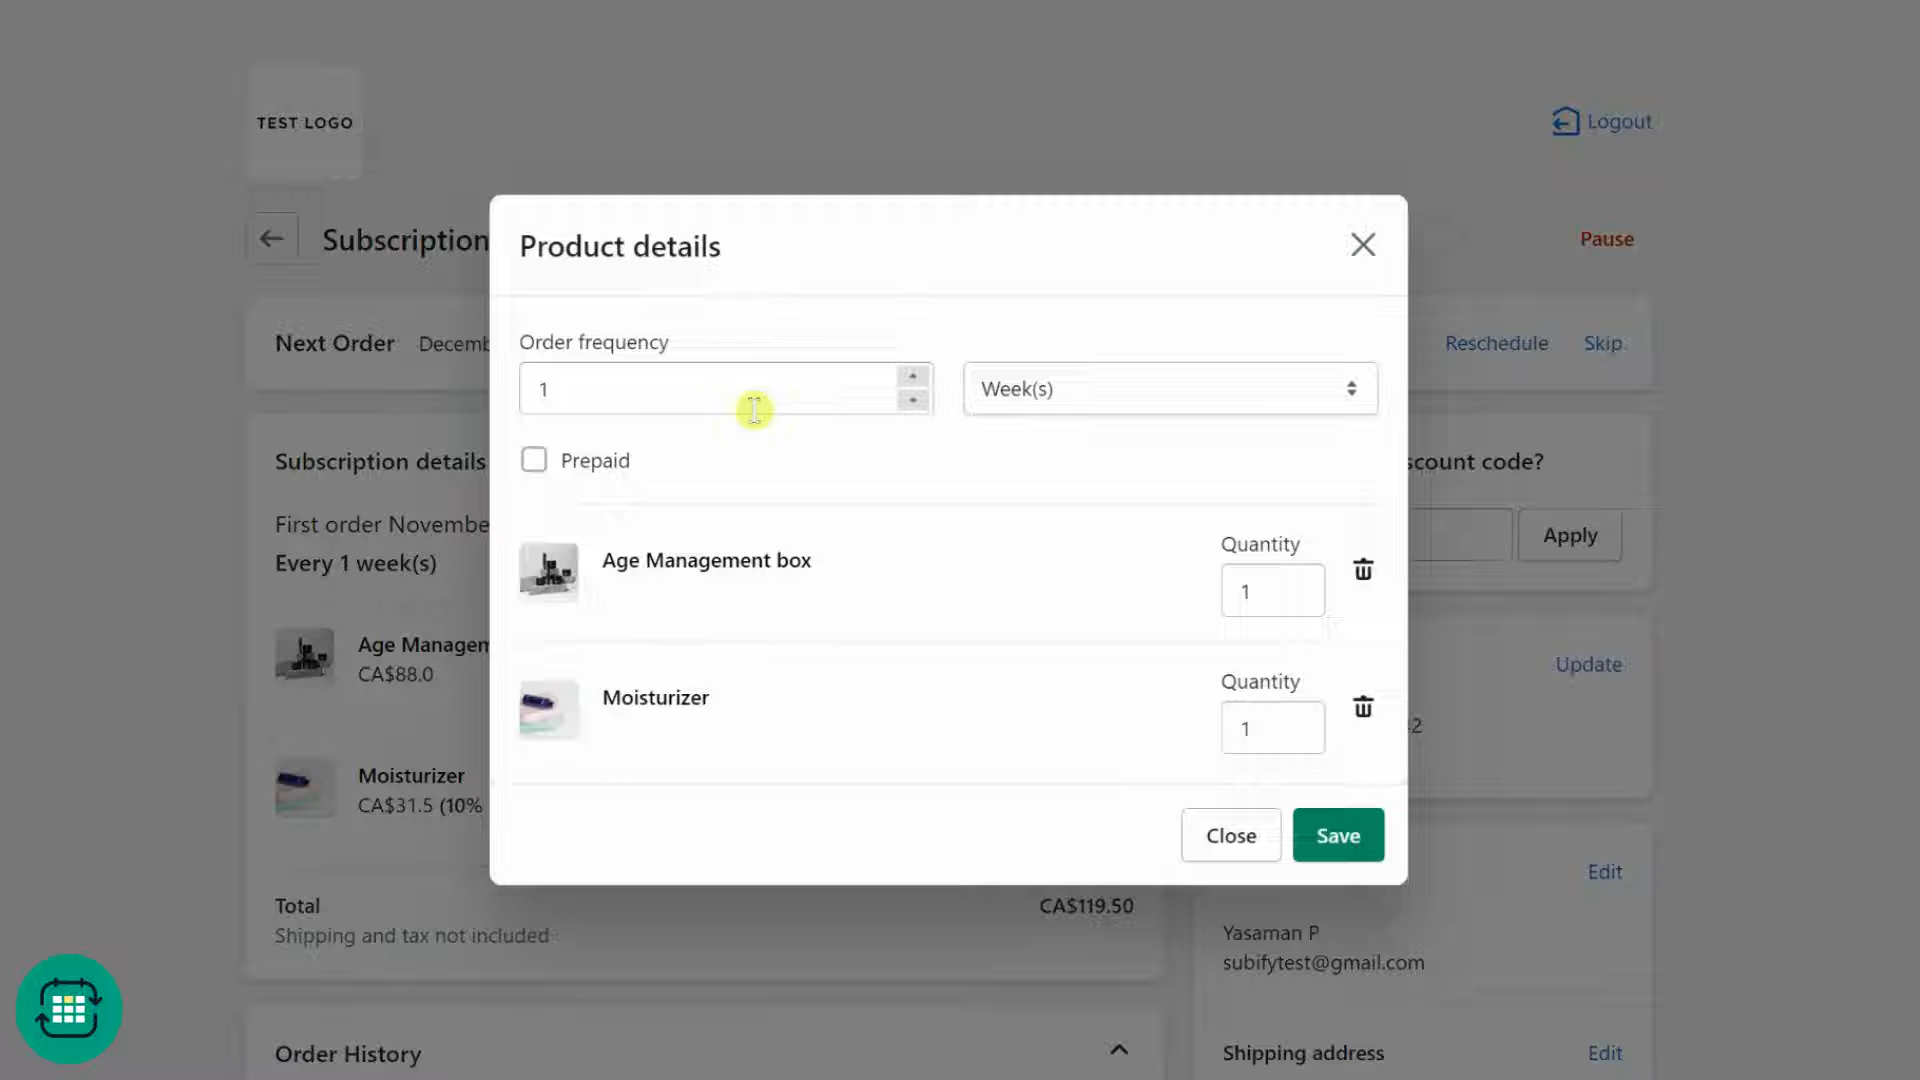 TEST LOGO
Logout
Subscription
Pause
Product details
Next Order
Decemb
Reschedule
Skip
Order frequency
1
Week(s)
Prepaid
Subscription details
scount code?
First order Novembe
Every 1 week(s)
Apply
Age Management box
Quantity
1
Age Managem
CA$88.0
Update
Moisturizer
Quantity
1
2
Moisturizer
CA$31.5 (10%
Close
Save
Edit
Total
CA$119.50
Shipping and tax not included
Yasaman P
subifytest@gmail.com
Order History
Shipping address
Edit